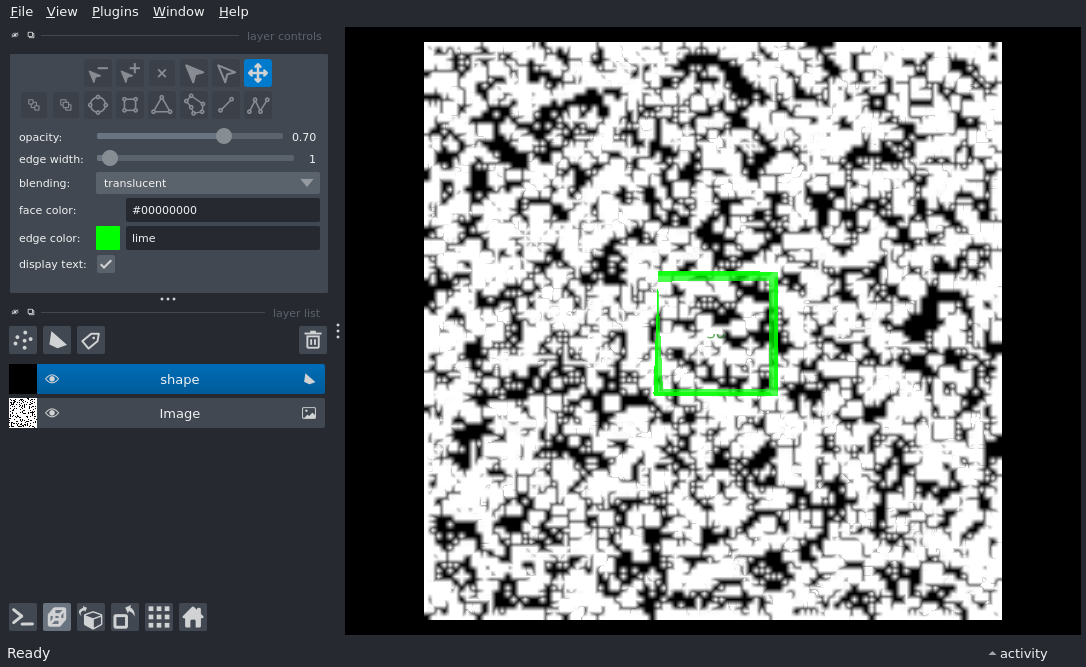 File View Plugins Window Help
layer controls
opacity: 0.70
edge width: 1
blending: translucent
face color: #00000000
edge color: lime
display text:
layer list
shape
Image
Ready activity